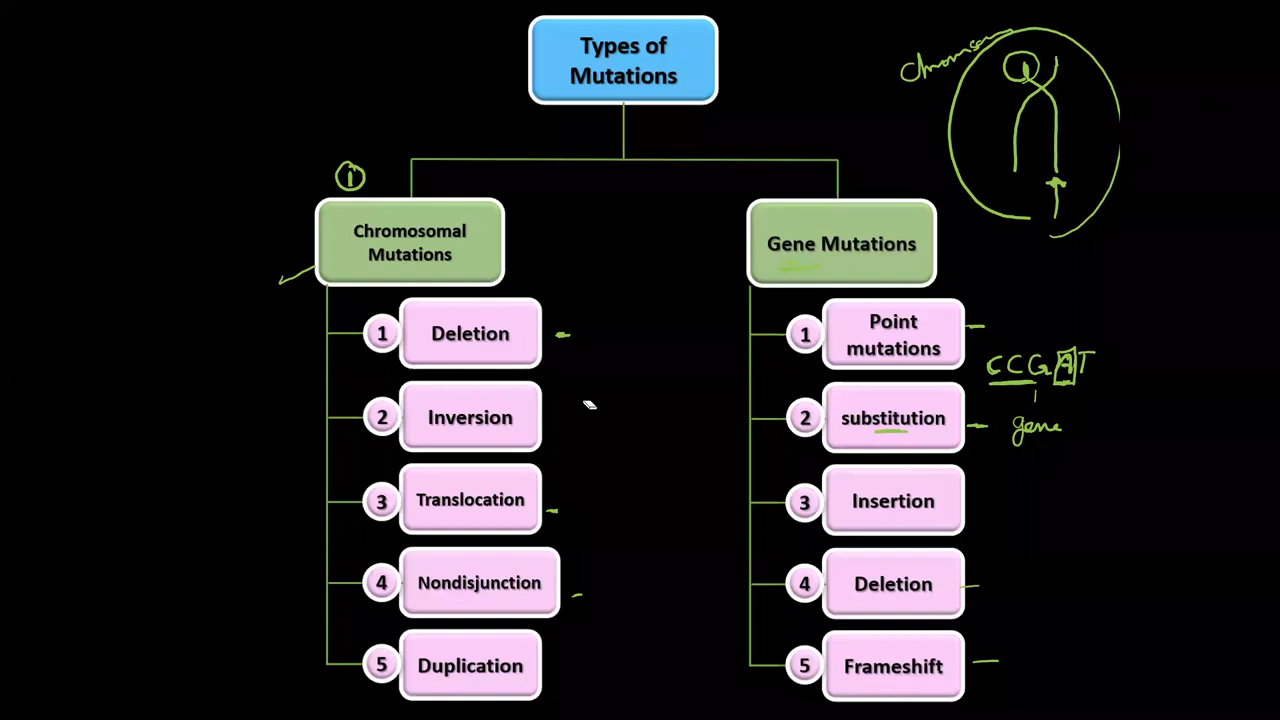 Types of
Mutations
Chromosomal
Mutations
1
Deletion
2
Inversion
3
Translocation
4
Nondisjunction
5
Duplication
Gene Mutations
1
Point
mutations
2
substitution
3
Insertion
4
Deletion
5
Frameshift
CCGAT
gene